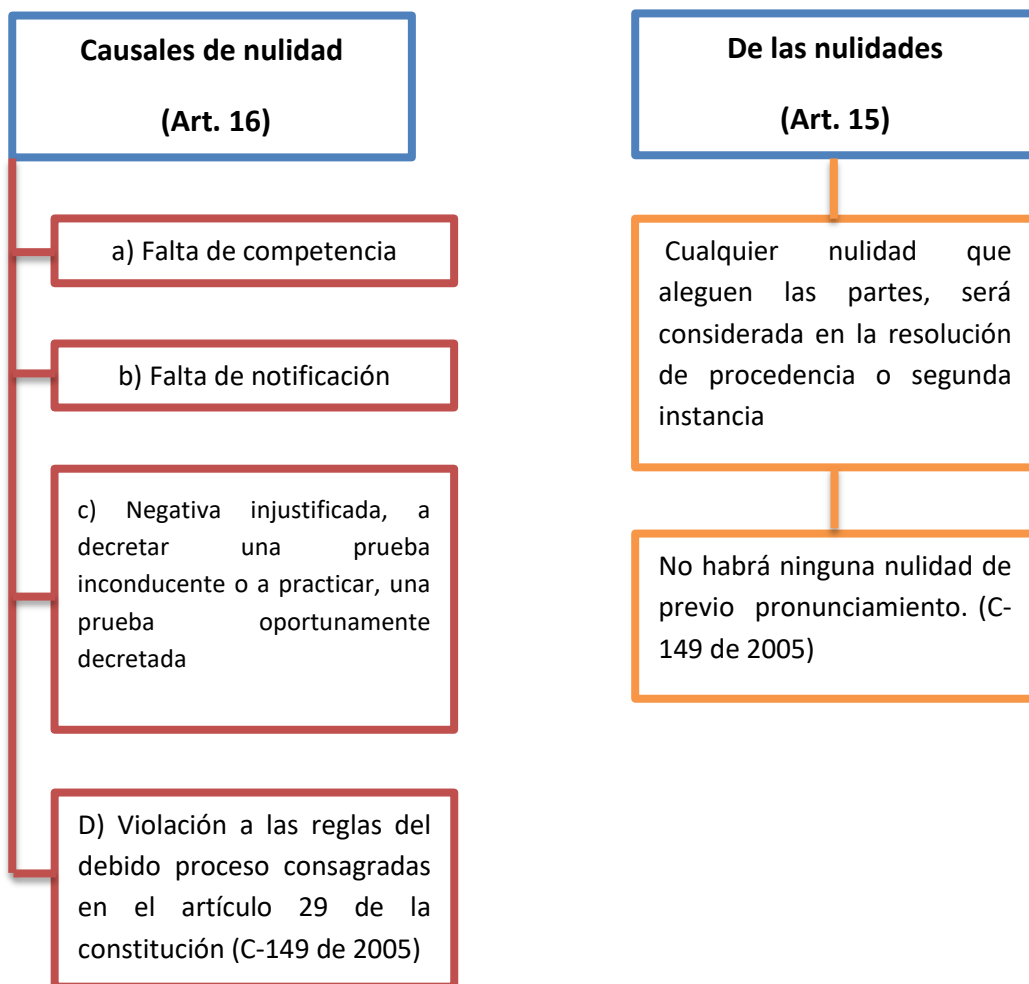 Causales de nulidad
(Art. 16)
a) Falta de competencia
b) Falta de notificación
c) Negativa injustificada, a
decretar una prueba
inconducente o a practicar, una
prueba oportunamente
decretada
D) Violación a las reglas del
debido proceso consagradas
en el artículo 29 de la
constitución (C-149 de 2005)
De las nulidades
(Art. 15)
Cualquier nulidad que
aleguen las partes, será
considerada en la resolución
de procedencia o segunda
instancia
No habrá ninguna nulidad de
previo pronunciamiento. (C-
149 de 2005)